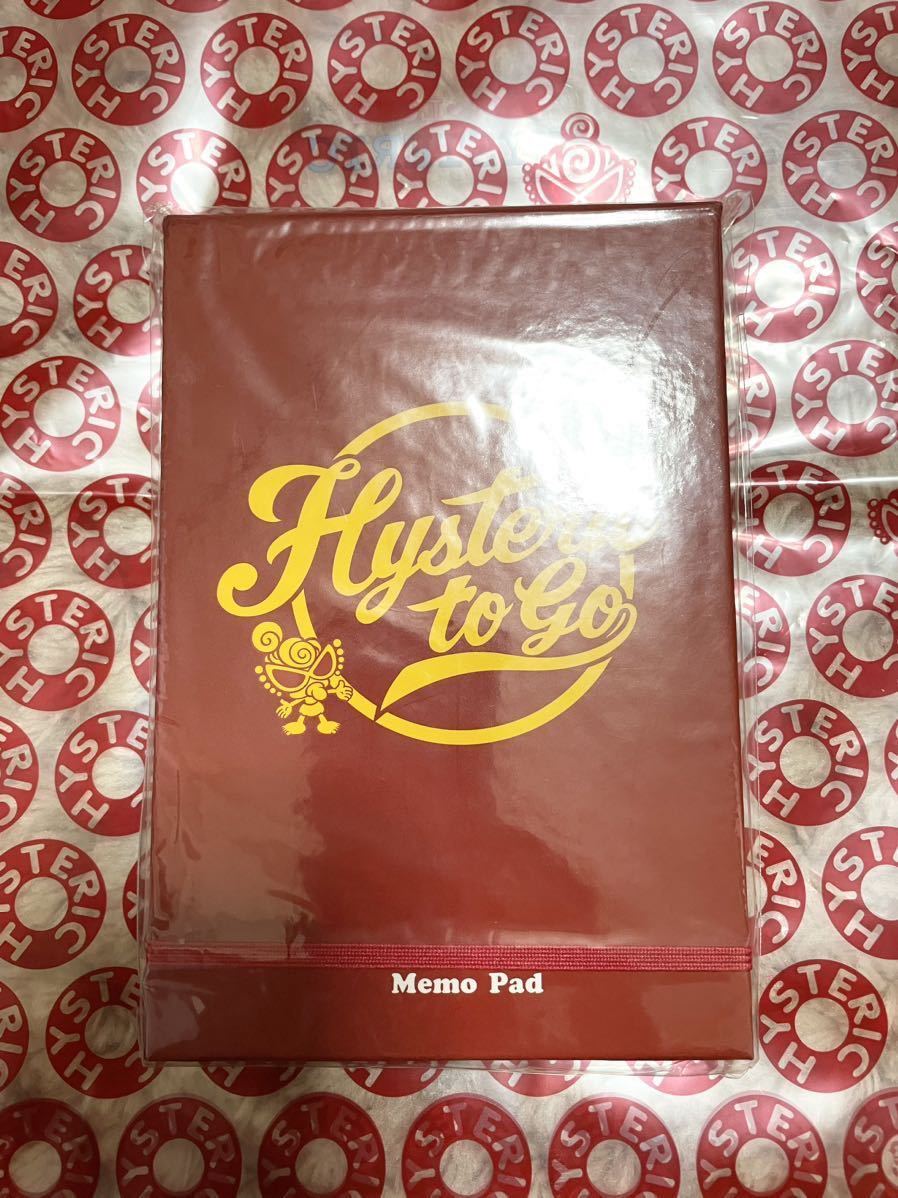 Hysteric
to Go
Memo Pad
HYSTERIC